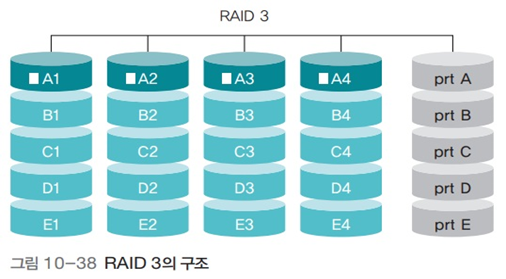 RAID 3
A1 A2 A3 A4 prt A
B1 B2 B3 B4 prt B
C1 C2 C3 C4 prt C
D1 D2 D3 D4 prt D
E1 E2 E3 E4 prt E
그림 10-38 RAID 3의 구조